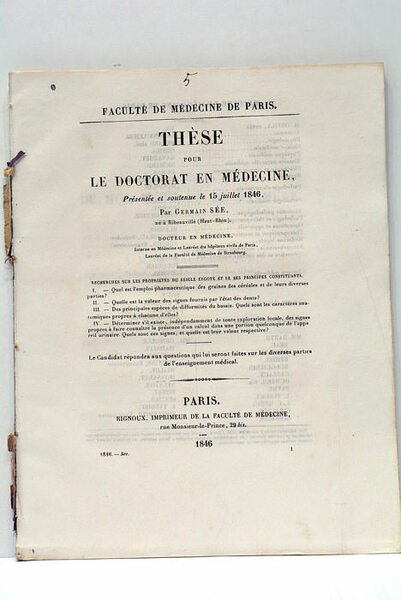 5
FACULTÉ DE MÉDECINE DE PARIS.
THÈSE
POUR
LE DOCTORAT EN MÉDECINE,
Présentée et soutenue le 15 juillet 1846,
Par GERMAIN SÉE,
né à Ribeauvillé (Haut-Rhin),
DOCTEUR EN MÉDECINE,
Interne en Médecine et Lauréat des hôpitaux civils de Paris,
Lauréat de la Faculté de Médecine de Strasbourg.
RECHERCHES SUR LES PROPRIÉTÉS DU SEIGLE ERGOTÉ ET DE SES PRINCIPES CONSTITUANTS.
I. — Quel est l'emploi pharmaceutique des graines des céréales et de leurs diverses
parties?
II. — Quelle est la valeur des signes fournis par l'état des dents?
III. — Des principales espèces de difformités du bassin. Quels sont les caractères ana-
tomiques propres à chacune d'elles?
IV. — Déterminer s'il existe, indépendamment de toute exploration locale, des signes
propres à faire connaître la présence d'un calcul dans une portion quelconque de l'appa-
reil urinaire. Quels sont ces signes, et quelle est leur valeur respective?
Le Candidat répondra aux questions qui lui seront faites sur les diverses parties
de l'enseignement médical.
PARIS.
RIGNOUX, IMPRIMEUR DE LA FACULTÉ DE MÉDECINE,
rue Monsieur-le-Prince, 29 bis.
1846
1846. — Sée. 1